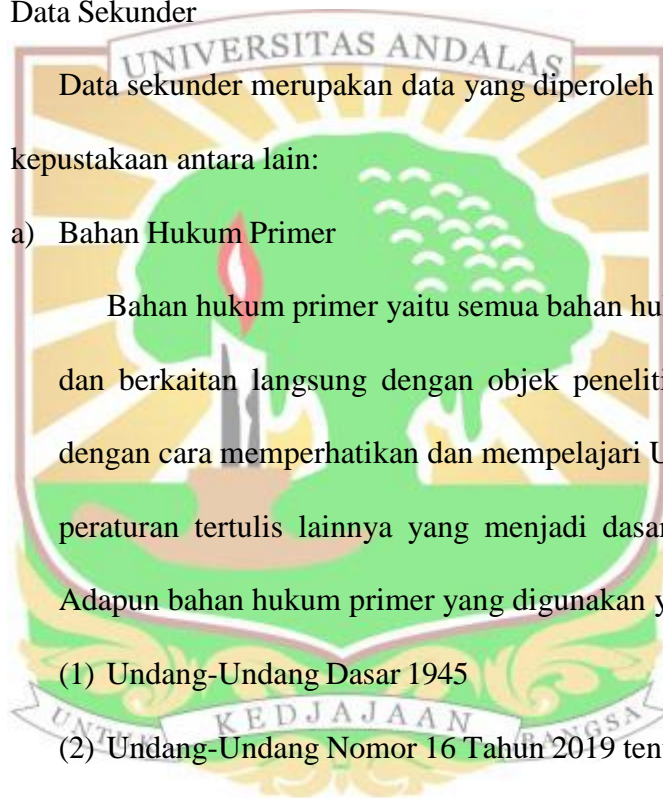 Data Sekunder
UNIVERSITAS ANDALAS
Data sekunder merupakan data yang diperoleh
kepustakaan antara lain:
a) Bahan Hukum Primer
Bahan hukum primer yaitu semua bahan hu
dan berkaitan langsung dengan objek peneliti
dengan cara memperhatikan dan mempelajari U
peraturan tertulis lainnya yang menjadi dasar
Adapun bahan hukum primer yang digunakan y
(1) Undang-Undang Dasar 1945
UNTUK KEDJAJAAN BANGSA
(2) Undang-Undang Nomor 16 Tahun 2019 ten